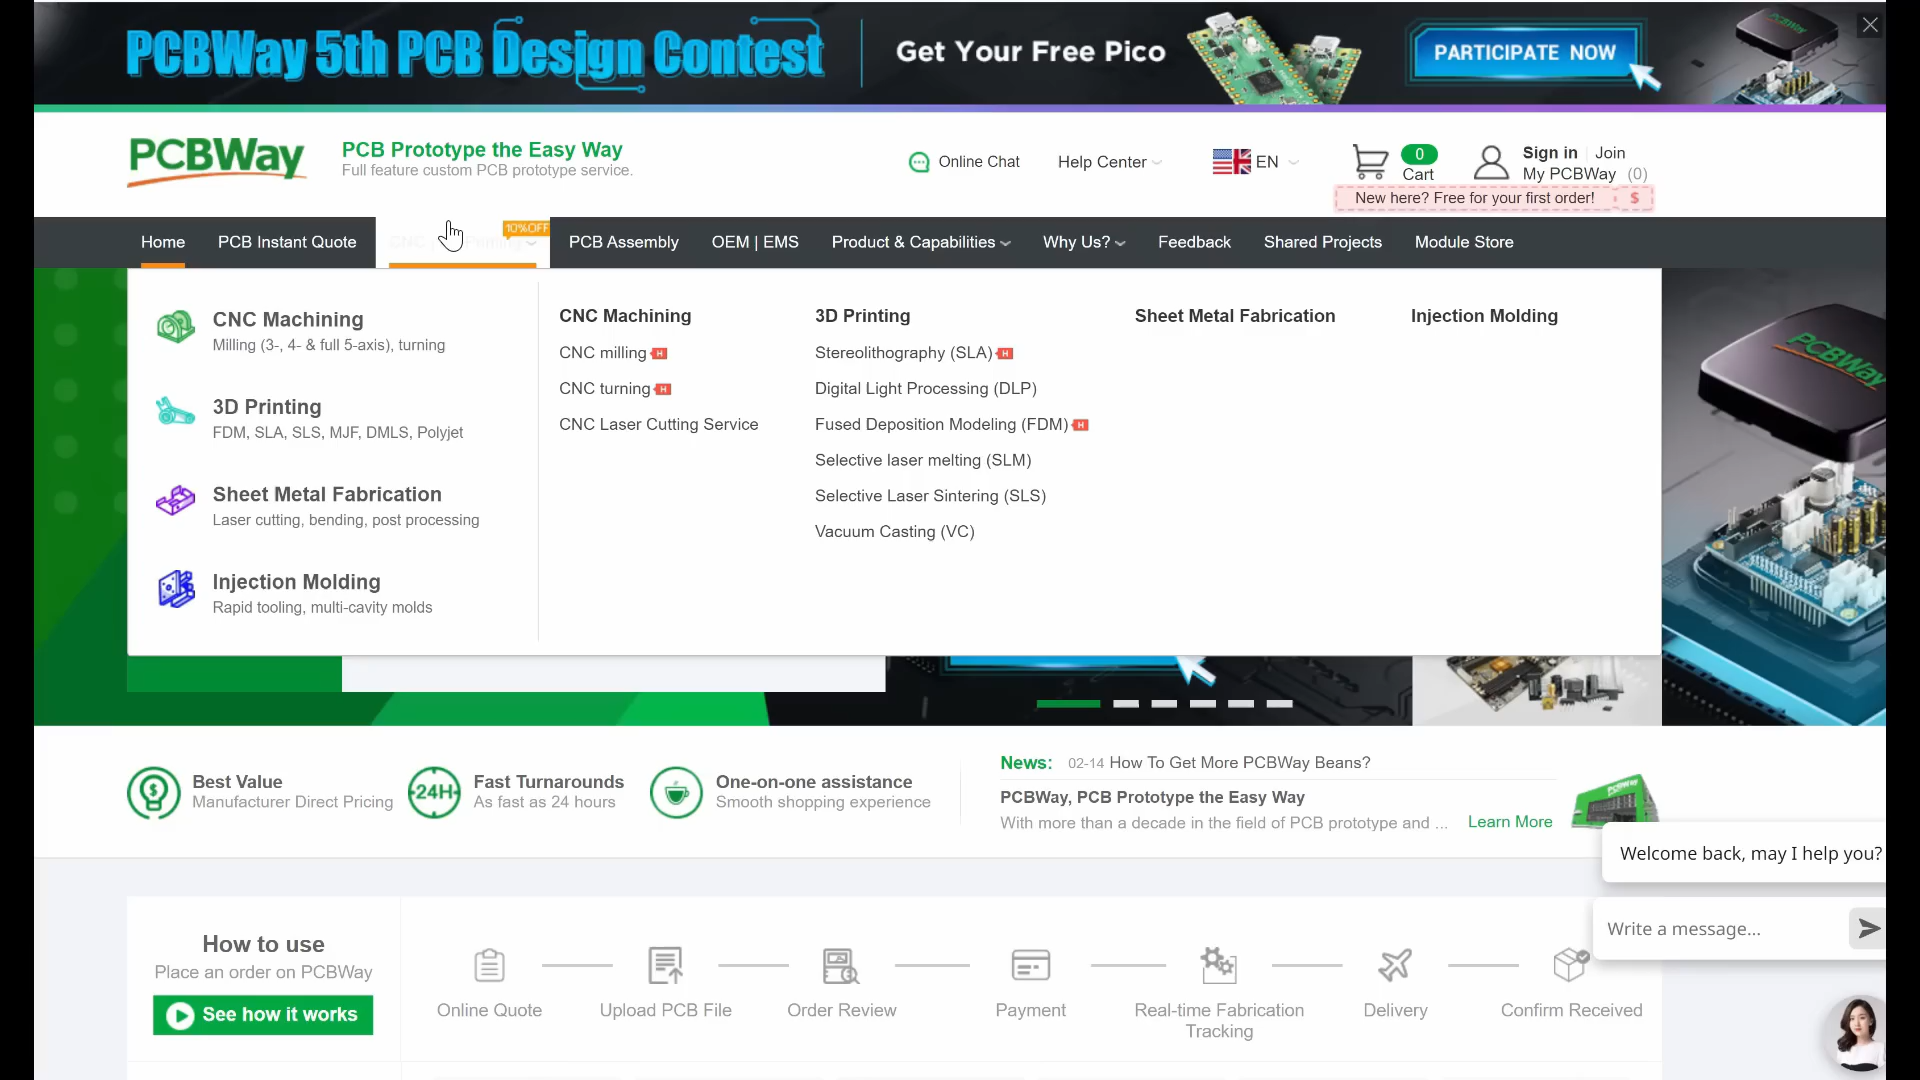 PCBWay 5th PCB Design Contest
Get Your Free Pico
PARTICIPATE NOW
PCBWay
PCB Prototype the Easy Way
Full feature custom PCB prototype service.
Online Chat
Help Center
EN
0
Cart
Sign in
Join
My PCBWay (0)
New here? Free for your first order!
$
Home
PCB Instant Quote
10%OFF
PCB Assembly
OEM | EMS
Product & Capabilities
Why Us?
Feedback
Shared Projects
Module Store
CNC Machining
Milling (3-, 4- & full 5-axis), turning
3D Printing
FDM, SLA, SLS, MJF, DMLS, Polyjet
Sheet Metal Fabrication
Laser cutting, bending, post processing
Injection Molding
Rapid tooling, multi-cavity molds
CNC Machining
CNC milling H
CNC turning H
CNC Laser Cutting Service
3D Printing
Stereolithography (SLA) H
Digital Light Processing (DLP)
Fused Deposition Modeling (FDM) H
Selective laser melting (SLM)
Selective Laser Sintering (SLS)
Vacuum Casting (VC)
Sheet Metal Fabrication
Injection Molding
PCBWay
Best Value
Manufacturer Direct Pricing
24H
Fast Turnarounds
As fast as 24 hours
One-on-one assistance
Smooth shopping experience
News: 02-14 How To Get More PCBWay Beans?
PCBWay, PCB Prototype the Easy Way
With more than a decade in the field of PCB prototype and ... Learn More
Welcome back, may I help you?
Write a message...
How to use
Place an order on PCBWay
See how it works
Online Quote
Upload PCB File
Order Review
Payment
Real-time Fabrication
Tracking
Delivery
Confirm Received